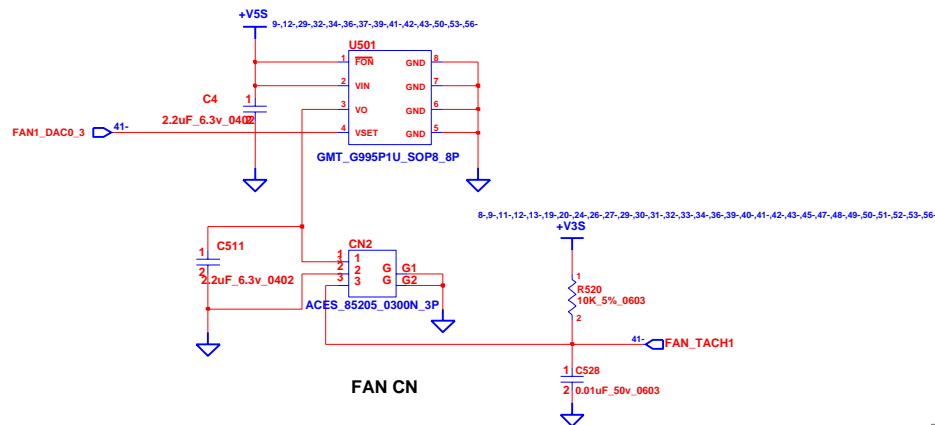 +V5S
9-,12-,29-,32-,34-,36-,37-,39-,41-,42-,43-,50-,53-,56-
U501
1 FON GND 8
2 VIN GND 7
3 VO GND 6
4 VSET GND 5
C4
1
2
2.2uF_6.3v_0402
FAN1_DAC0_3 41-
GMT_G995P1U_SOP8_8P
8-,9-,11-,12-,13-,19-,20-,24-,26-,27-,29-,30-,31-,32-,33-,34-,36-,39-,40-,41-,42-,43-,45-,47-,48-,49-,50-,51-,52-,53-,56-
+V3S
C511
1
2
2.2uF_6.3v_0402
CN2
1 1 G G1
2 2 G G2
3 3
ACES_85205_0300N_3P
1
R520
10K_5%_0603
2
41- FAN_TACH1
C528
1
2
0.01uF_50v_0603
FAN CN